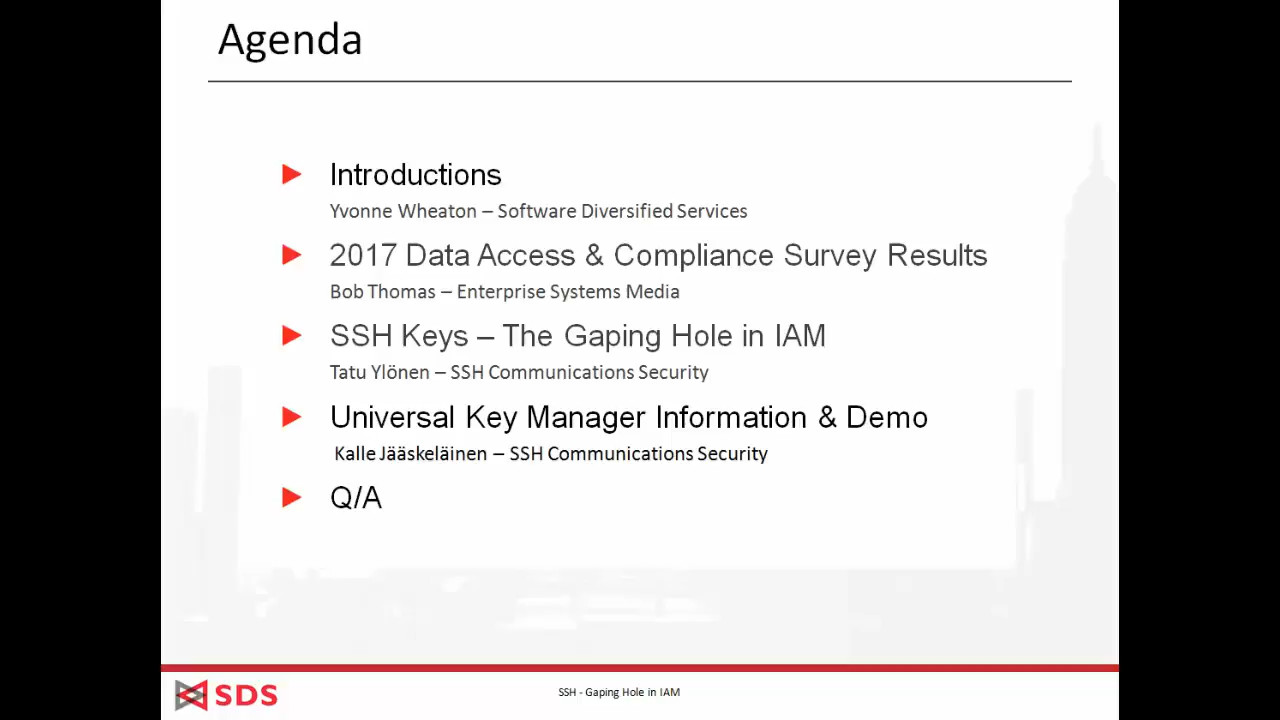 Agenda
Introductions
Yvonne Wheaton – Software Diversified Services
2017 Data Access & Compliance Survey Results
Bob Thomas – Enterprise Systems Media
SSH Keys – The Gaping Hole in IAM
Tatu Ylönen – SSH Communications Security
Universal Key Manager Information & Demo
Kalle Jääskeläinen – SSH Communications Security
Q/A
SDS
SSH - Gaping Hole in IAM